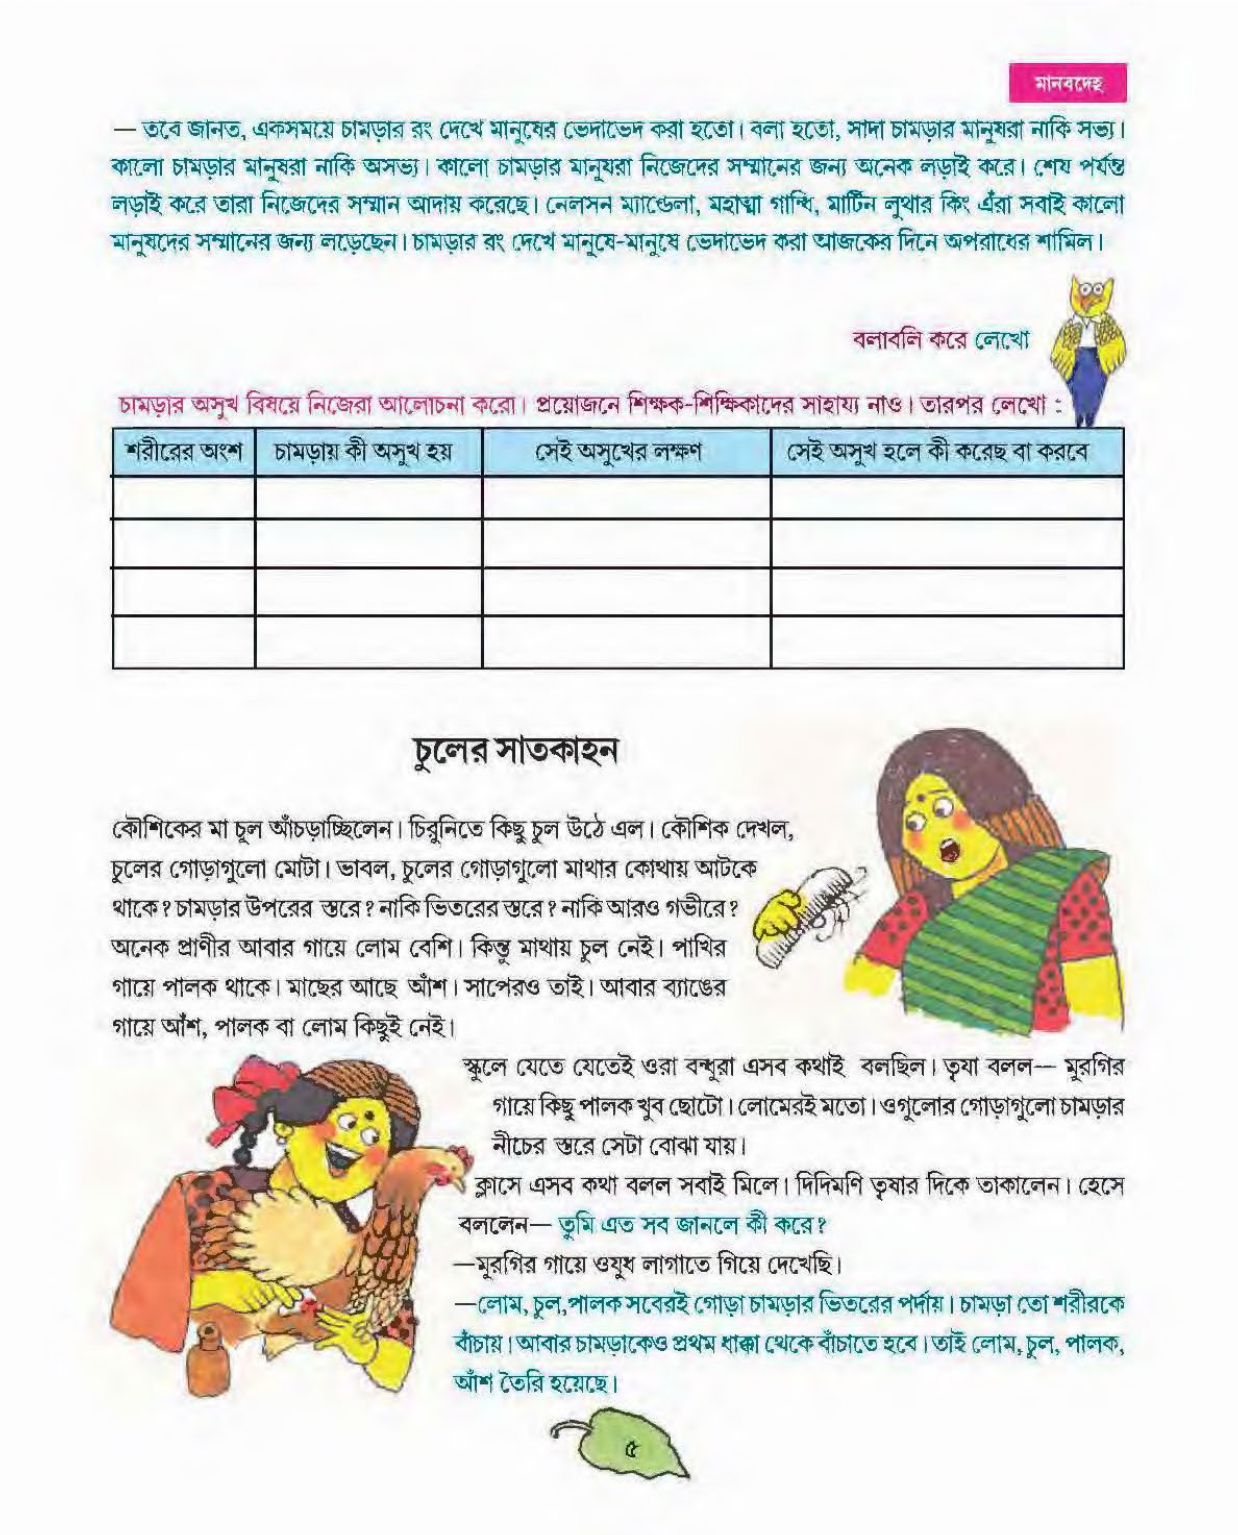 মানবদেহ
— তবে জানত, একসময়ে চামড়ার রং দেখে মানুষের ভেদাভেদ করা হতো। বলা হতো, সাদা চামড়ার মানুষরা নাকি সভ্য।
কালো চামড়ার মানুষরা নাকি অসভ্য। কালো চামড়ার মানুষরা নিজেদের সম্মানের জন্য অনেক লড়াই করে। শেষ পর্যন্ত
লড়াই করে তারা নিজেদের সম্মান আদায় করেছে। নেলসন ম্যান্ডেলা, মহাত্মা গান্ধি, মার্টিন লুথার কিং এঁরা সবাই কালো
মানুষদের সম্মানের জন্য লড়েছেন। চামড়ার রং দেখে মানুষে-মানুষে ভেদাভেদ করা আজকের দিনে অপরাধের শামিল।
বলাবলি করে লেখো
চামড়ার অসুখ বিষয়ে নিজেরা আলোচনা করো। প্রয়োজনে শিক্ষক-শিক্ষিকাদের সাহায্য নাও। তারপর লেখো :
শরীরের অংশ চামড়ায় কী অসুখ হয় সেই অসুখের লক্ষণ সেই অসুখ হলে কী করেছ বা করবে
চুলের সাতকাহন
কৌশিকের মা চুল আঁচড়াচ্ছিলেন। চিরুনিতে কিছু চুল উঠে এল। কৌশিক দেখল,
চুলের গোড়াগুলো মোটা। ভাবল, চুলের গোড়াগুলো মাথার কোথায় আটকে
থাকে? চামড়ার উপরের স্তরে? নাকি ভিতরের স্তরে? নাকি আরও গভীরে?
অনেক প্রাণীর আবার গায়ে লোম বেশি। কিন্তু মাথায় চুল নেই। পাখির
গায়ে পালক থাকে। মাছের আছে আঁশ। সাপেরও তাই। আবার ব্যাঙের
গায়ে আঁশ, পালক বা লোম কিছুই নেই।
স্কুলে যেতে যেতেই ওরা বন্ধুরা এসব কথাই বলছিল। তৃষা বলল— মুরগির
গায়ে কিছু পালক খুব ছোটো। লোমেরই মতো। ওগুলোর গোড়াগুলো চামড়ার
নীচের স্তরে সেটা বোঝা যায়।
ক্লাসে এসব কথা বলল সবাই মিলে। দিদিমণি তৃষার দিকে তাকালেন। হেসে
বললেন— তুমি এত সব জানলে কী করে?
—মুরগির গায়ে ওষুধ লাগাতে গিয়ে দেখেছি।
—লোম, চুল, পালক সবেরই গোড়া চামড়ার ভিতরের পর্দায়। চামড়া তো শরীরকে
বাঁচায়। আবার চামড়াকেও প্রথম ধাক্কা থেকে বাঁচাতে হবে। তাই লোম, চুল, পালক,
আঁশ তৈরি হয়েছে।
৫